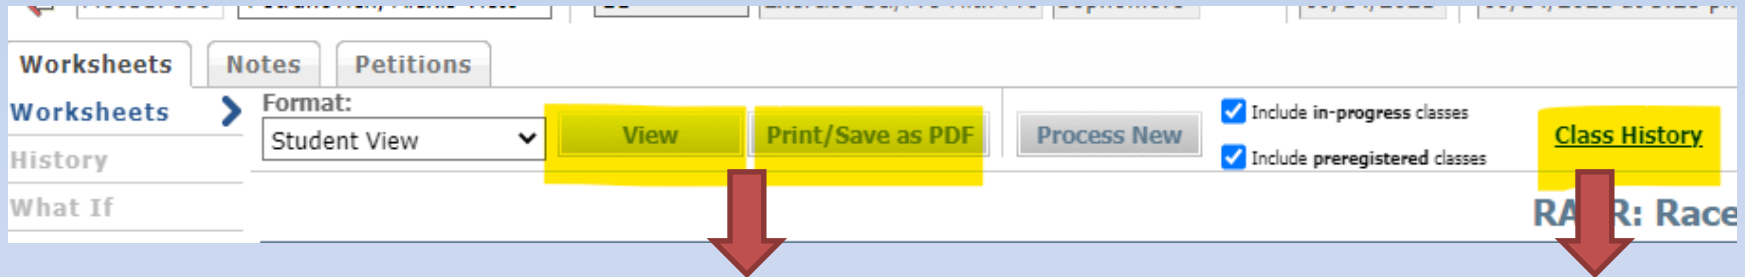 Worksheets Notes Petitions
Worksheets
Format:
Student View
View
Print/Save as PDF
Process New
Include in-progress classes
Include preregistered classes
Class History
History
What If
Race